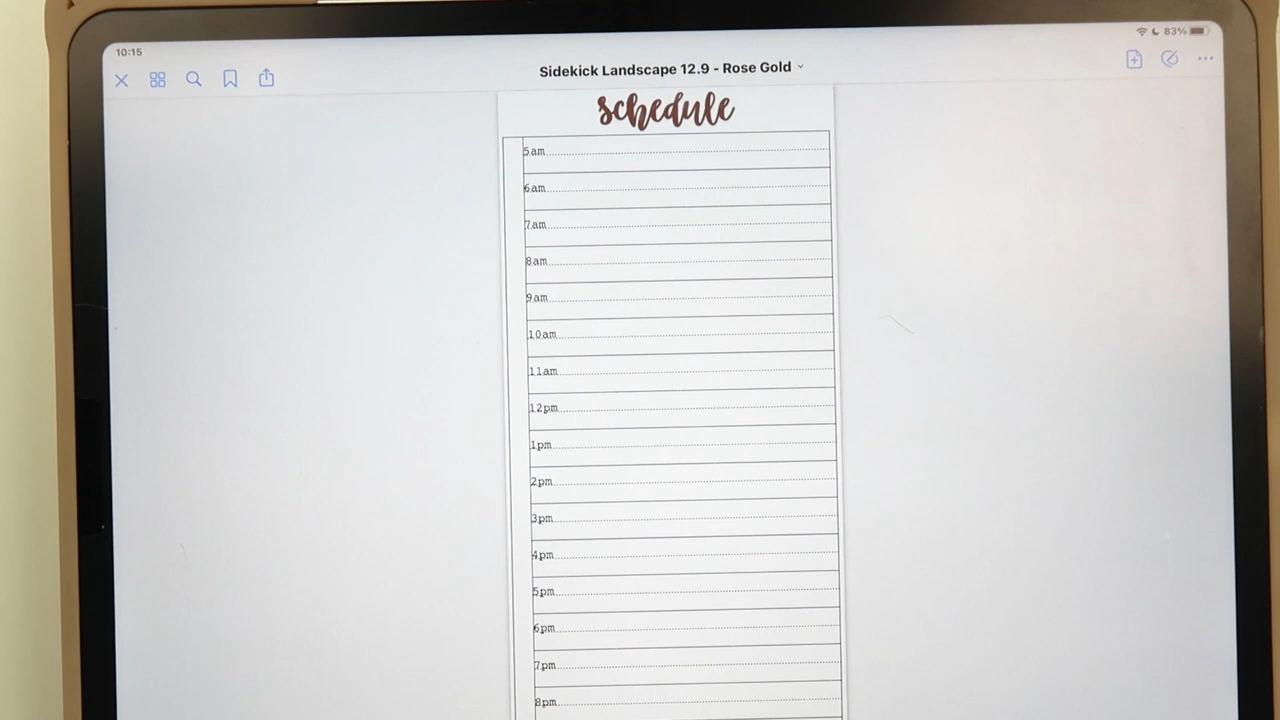 10:15
83%
Sidekick Landscape 12.9 - Rose Gold
schedule
5am
6am
7am
8am
9am
10am
11am
12pm
1pm
2pm
3pm
4pm
5pm
6pm
7pm
8pm